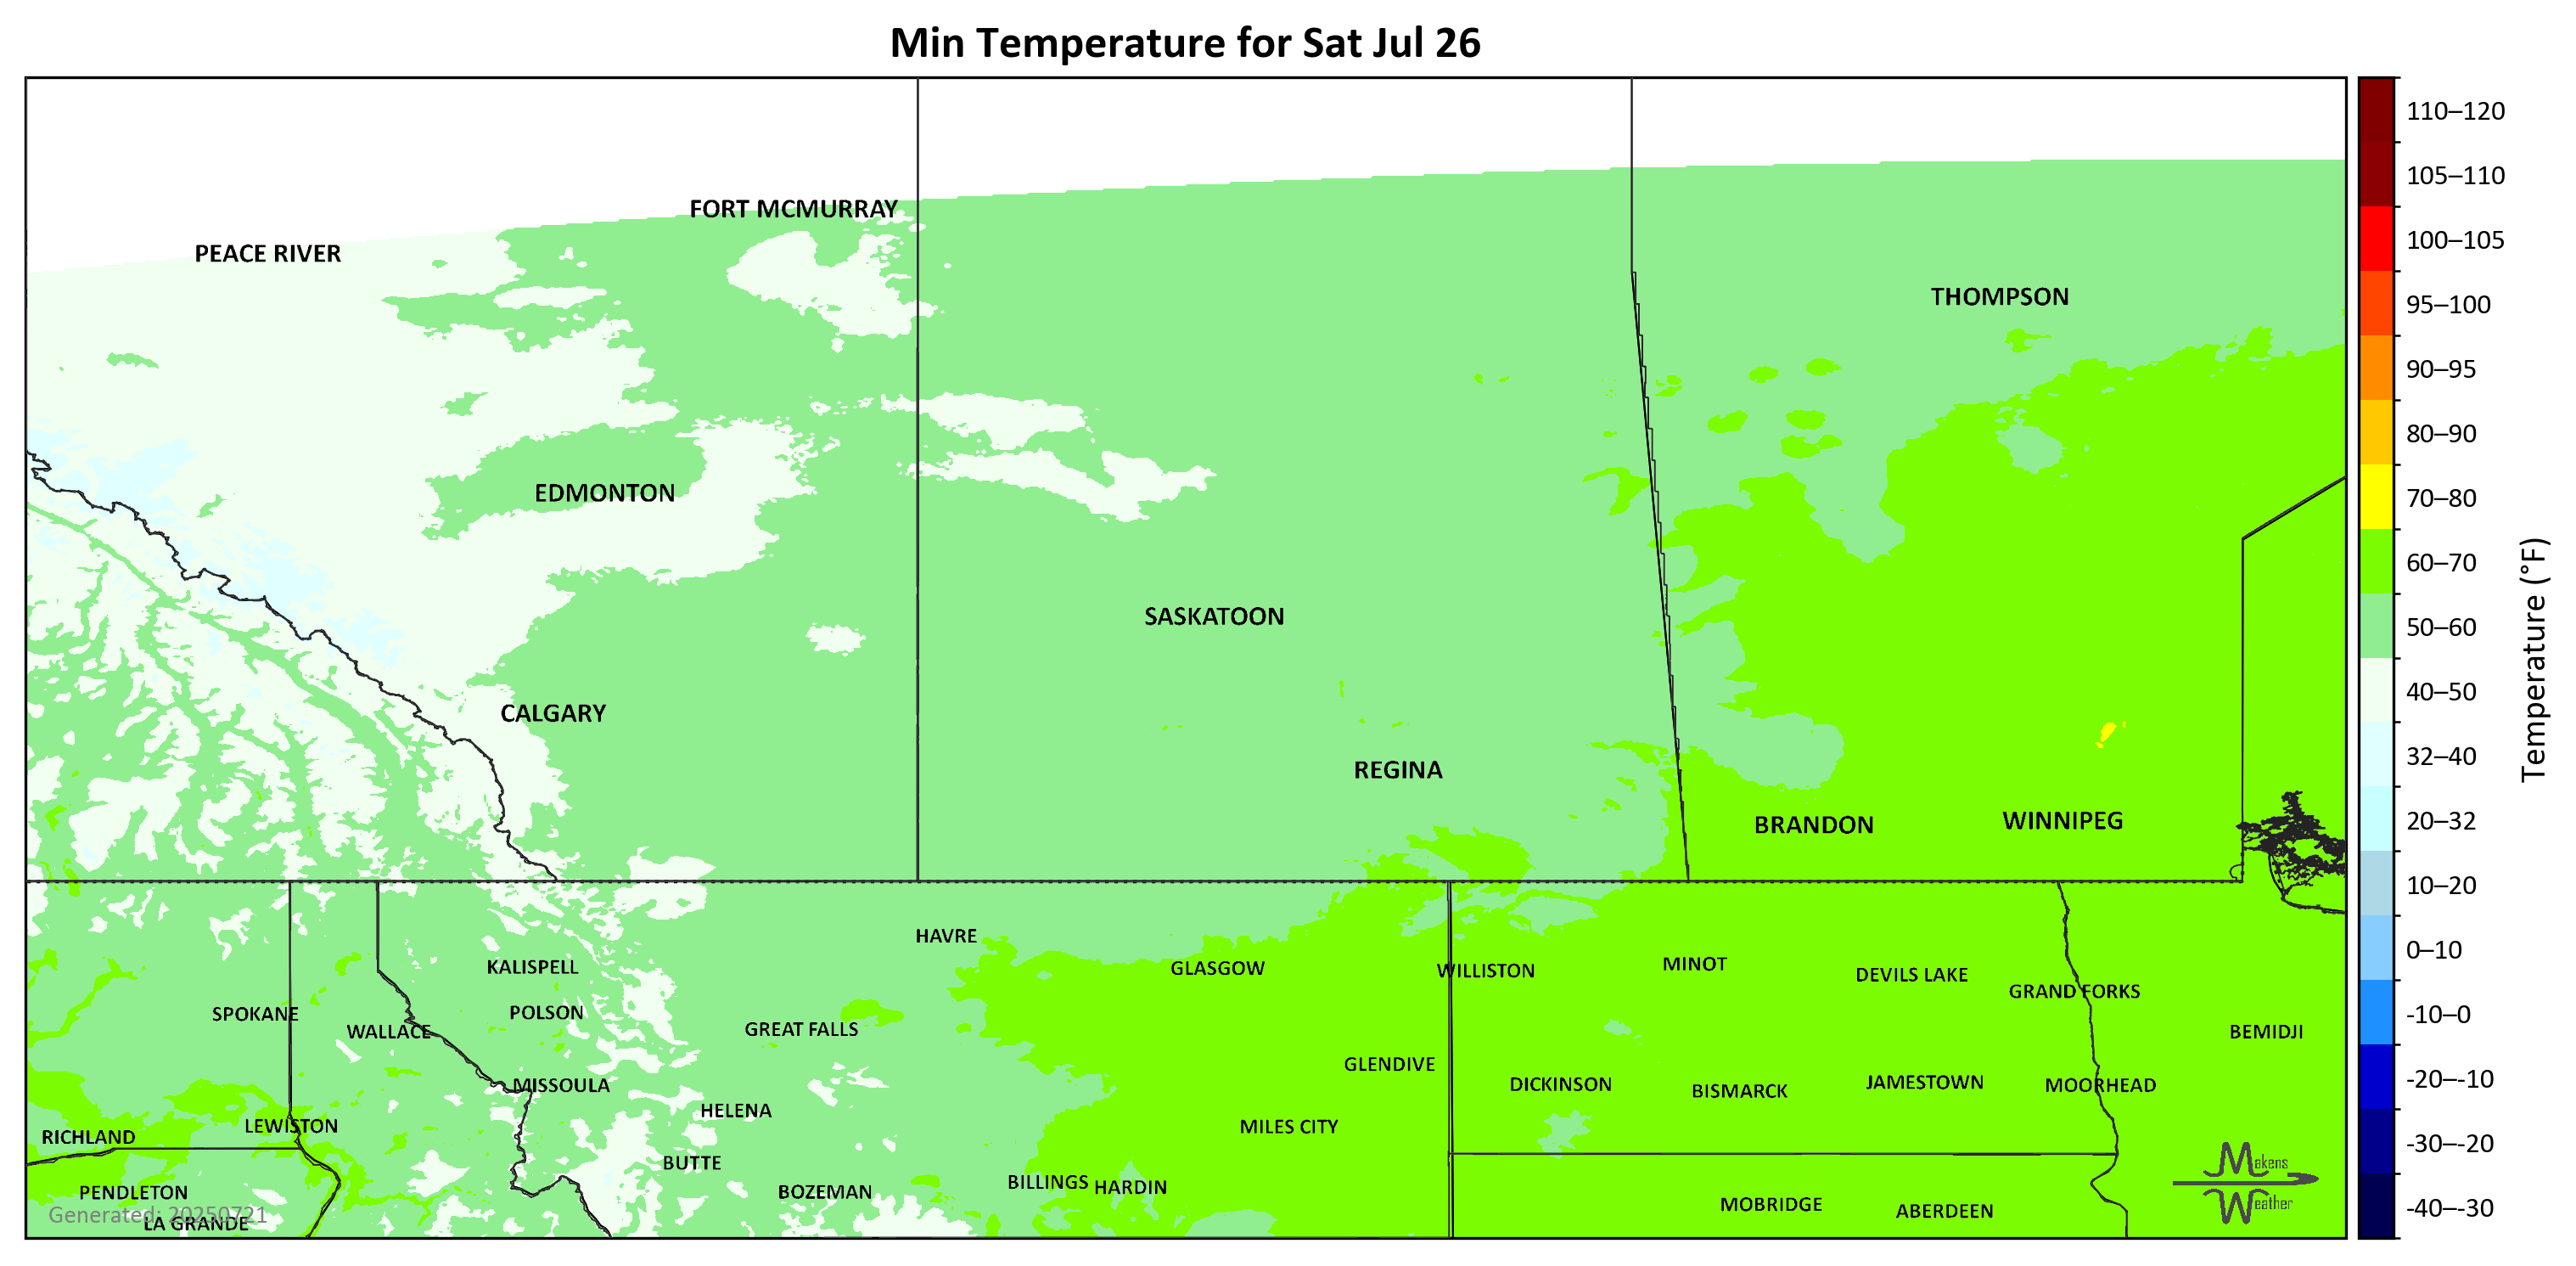 Min Temperature for Sat Jul 26
FORT MCMURRAY
PEACE RIVER
THOMPSON
EDMONTON
SASKATOON
CALGARY
REGINA
BRANDON
WINNIPEG
HAVRE
KALISPELL
GLASGOW
WILLISTON
MINOT
DEVILS LAKE
GRAND FORKS
SPOKANE
POLSON
WALLACE
GREAT FALLS
BEMIDJI
GLENDIVE
MISSOULA
DICKINSON
BISMARCK
JAMESTOWN
MOORHEAD
HELENA
LEWISTON
MILES CITY
RICHLAND
BUTTE
BILLINGS
HARDIN
PENDLETON
BOZEMAN
MOBRIDGE
ABERDEEN
Generated: 20250721
LA GRANDE
Makens
Weather
110–120
105–110
100–105
95–100
90–95
80–90
70–80
60–70
50–60
40–50
32–40
20–32
10–20
0–10
-10–0
-20–-10
-30–-20
-40–-30
Temperature (°F)